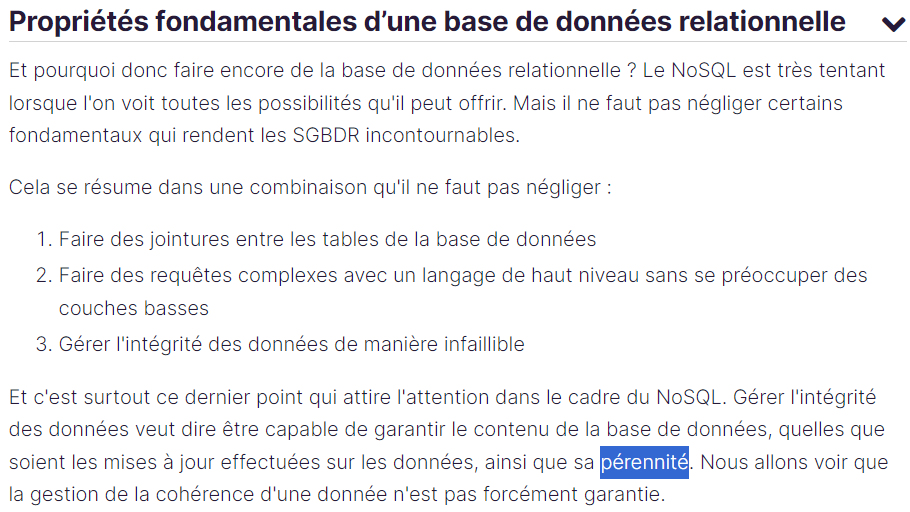 Propriétés fondamentales d’une base de données relationnelle
Et pourquoi donc faire encore de la base de données relationnelle ? Le NoSQL est très tentant
lorsque l'on voit toutes les possibilités qu'il peut offrir. Mais il ne faut pas négliger certains
fondamentaux qui rendent les SGBDR incontournables.
Cela se résume dans une combinaison qu'il ne faut pas négliger :
1. Faire des jointures entre les tables de la base de données
2. Faire des requêtes complexes avec un langage de haut niveau sans se préoccuper des
couches basses
3. Gérer l'intégrité des données de manière infaillible
Et c'est surtout ce dernier point qui attire l'attention dans le cadre du NoSQL. Gérer l'intégrité
des données veut dire être capable de garantir le contenu de la base de données, quelles que
soient les mises à jour effectuées sur les données, ainsi que sa pérennité. Nous allons voir que
la gestion de la cohérence d'une donnée n'est pas forcément garantie.